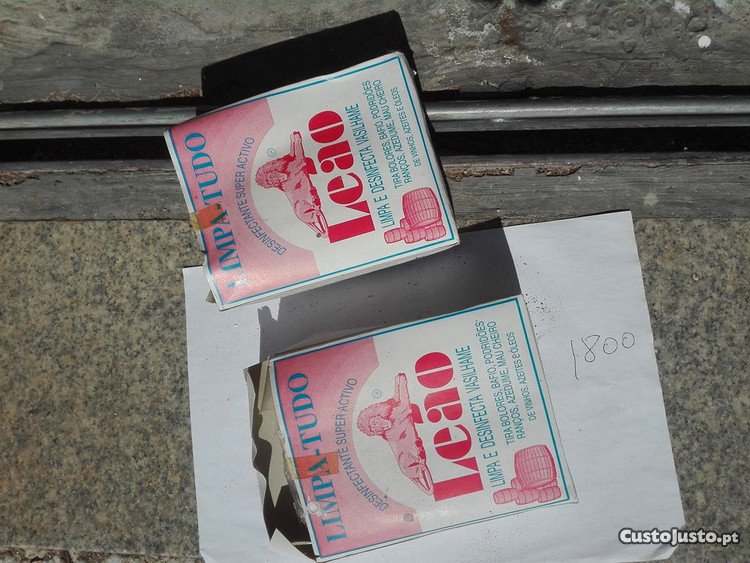 LIMPA-TUDO
DESINFECTANTE SUPER ACTIVO
®
Leão
LIMPA E DESINFECTA VASILHAME
TIRA BOLORES, BAFIO, PODRIDÕES
RANÇOS, AZEDUME, MAU CHEIRO
DE VINHOS, AZEITES E ÓLEOS
LIMPA-TUDO
DESINFECTANTE SUPER ACTIVO
®
Leão
LIMPA E DESINFECTA VASILHAME
TIRA BOLORES, BAFIO, PODRIDÕES
RANÇOS, AZEDUME, MAU CHEIRO
DE VINHOS, AZEITES E ÓLEOS
1800
CustoJusto.pt